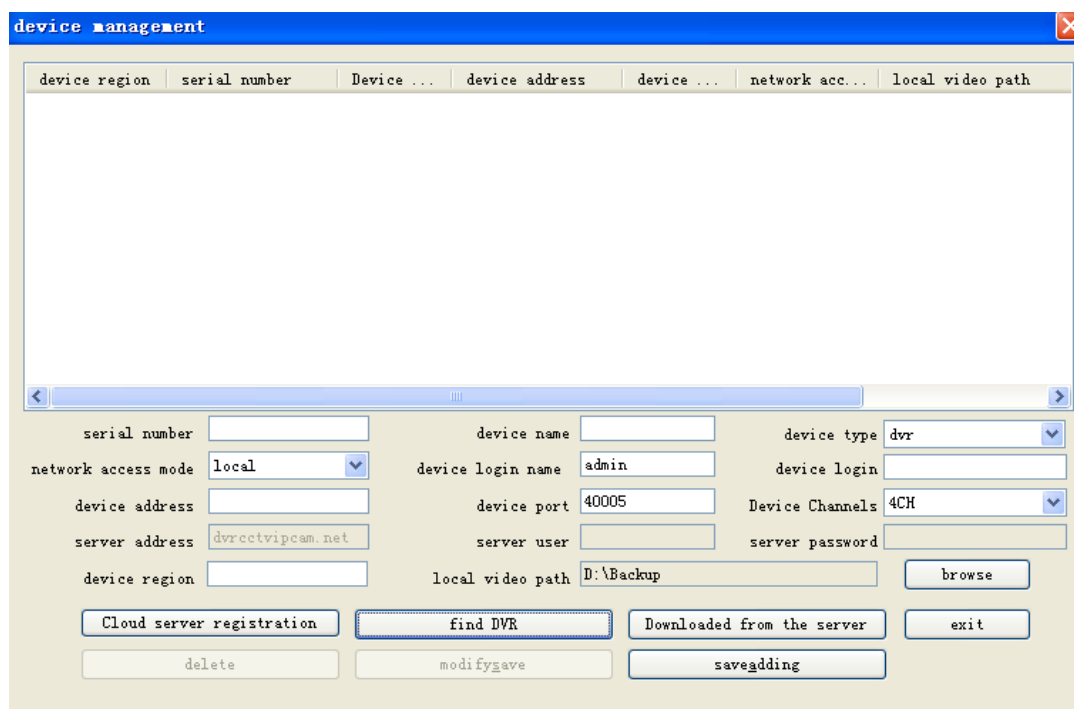 device management
device region serial number Device ... device address device ... network acc... local video path
serial number device name device type dvr
network access mode local device login name admin device login
device address device port 40005 Device Channels 4CH
server address dvrcctvipcam.net server user server password
device region local video path D:\Backup browse
Cloud server registration find DVR Downloaded from the server exit
delete modifysave saveadding